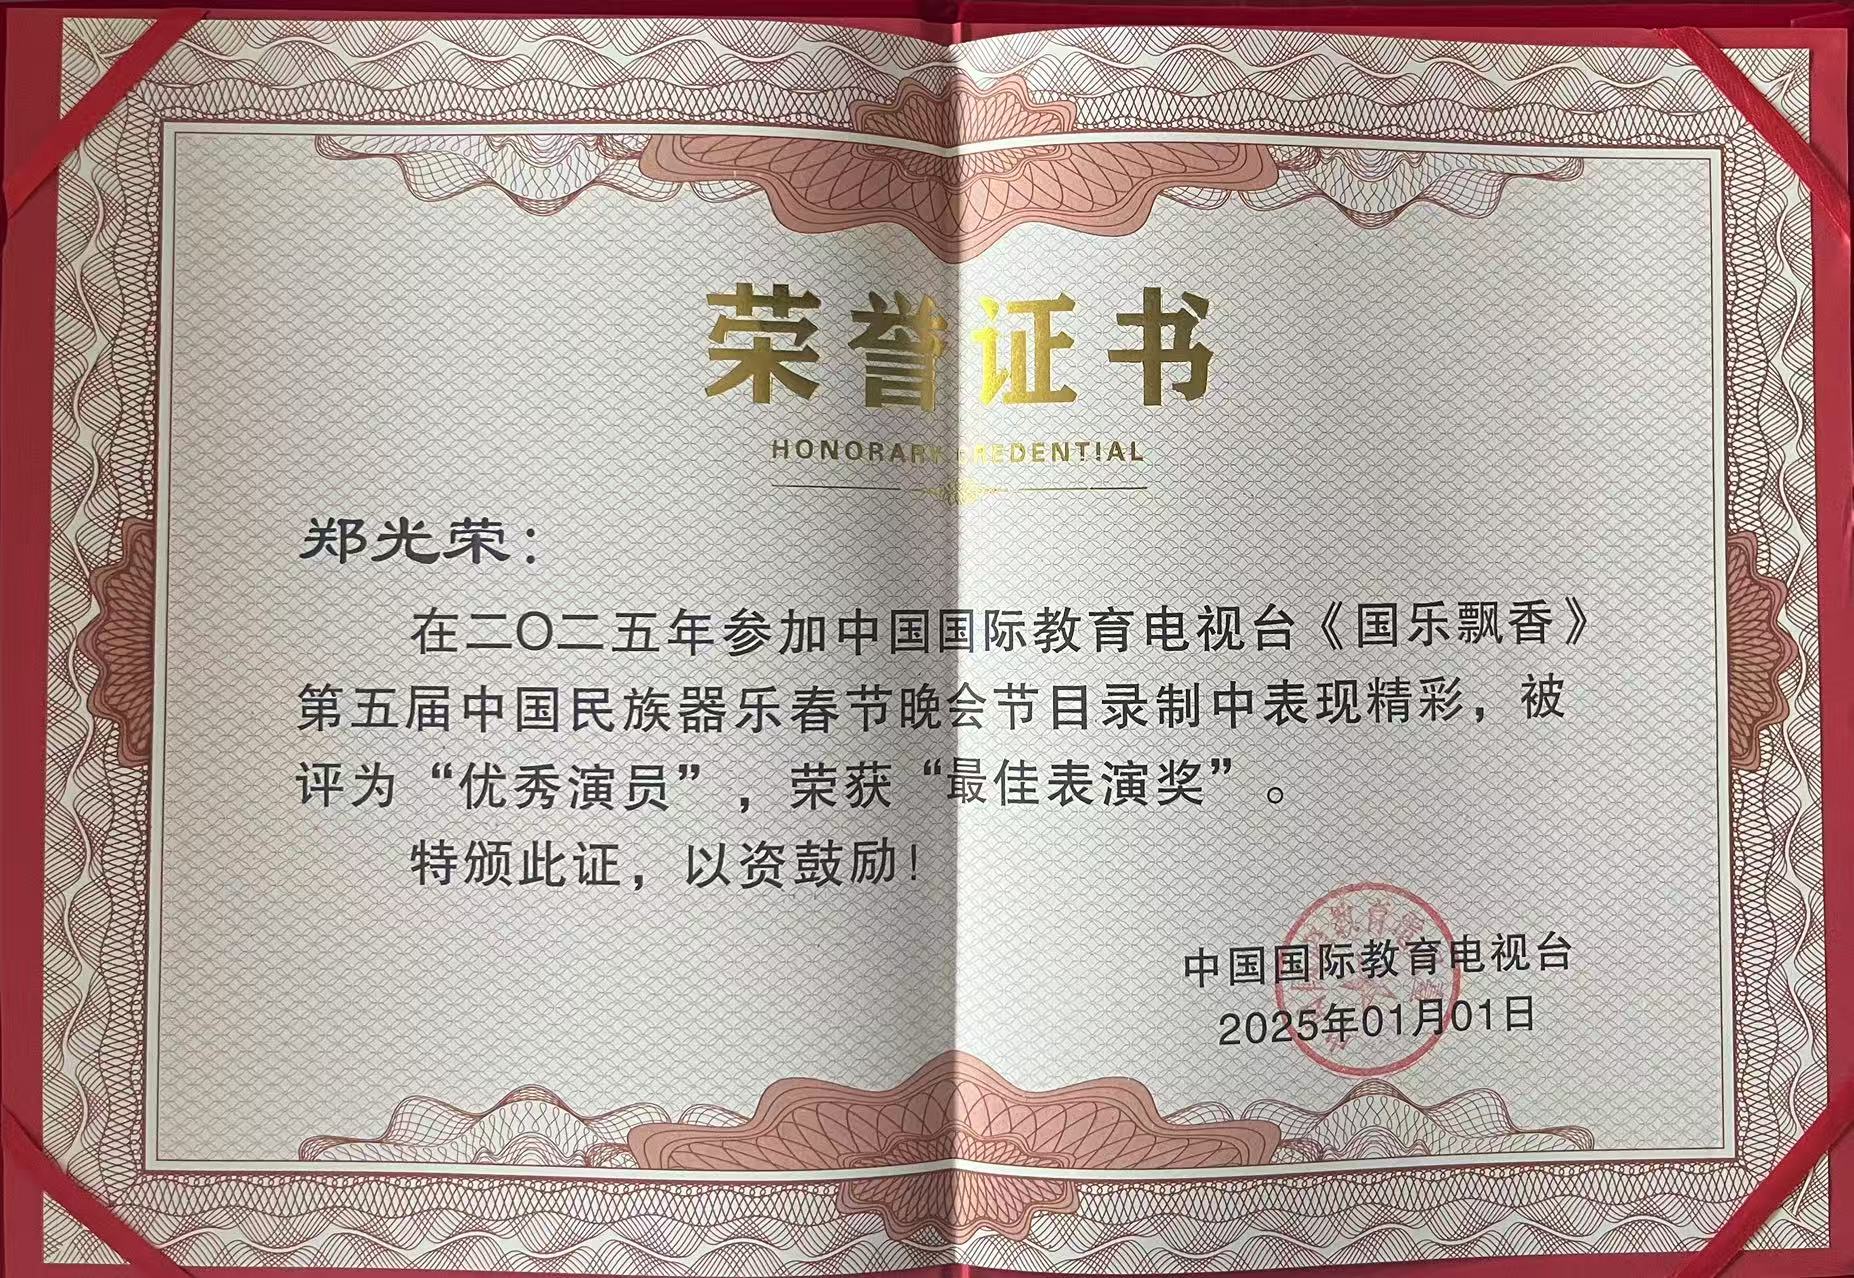 荣誉证书
HONORARY CREDENTIAL
郑光荣：
在二〇二五年参加中国国际教育电视台《国乐飘香》
第五届中国民族器乐春节晚会节目录制中表现精彩，被
评为“优秀演员”，荣获“最佳表演奖”。
特颁此证，以资鼓励！
中国国际教育电视台
2025年01月01日